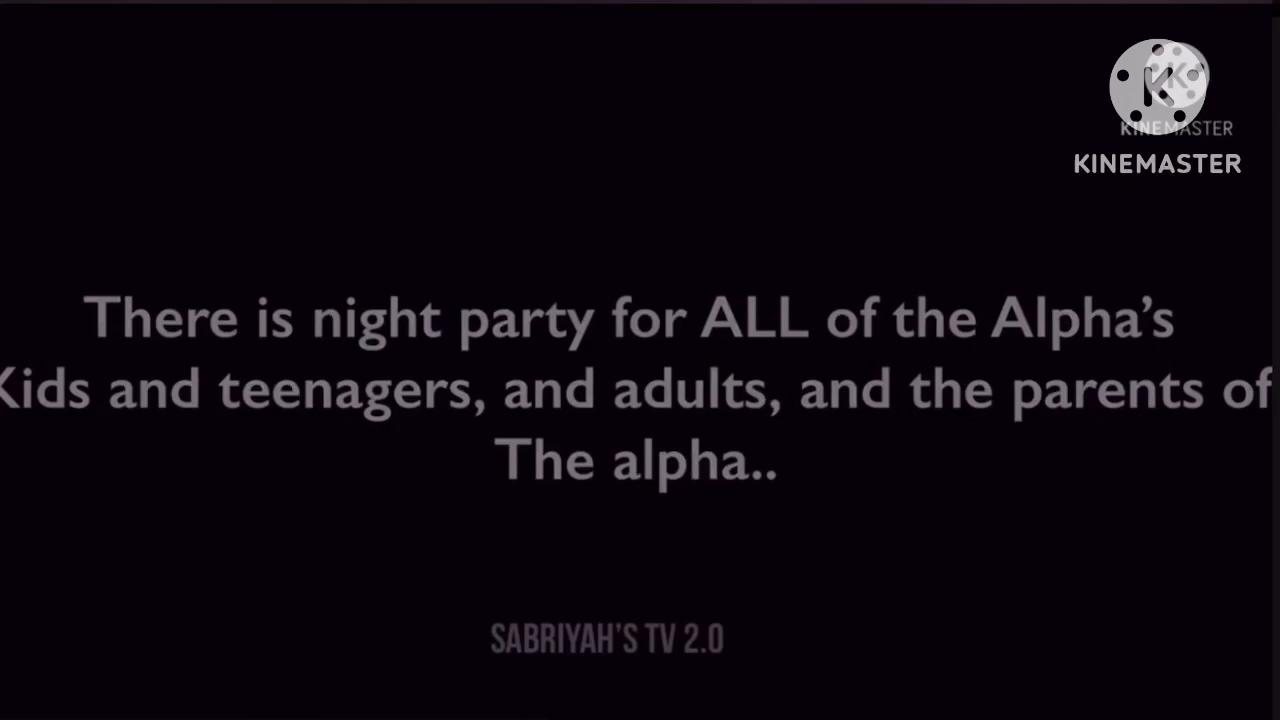 K
K
KINEMASTER
KINEMASTER
There is night party for ALL of the Alpha’s
Kids and teenagers, and adults, and the parents of
The alpha..
SABRIYAH'S TV 2.0